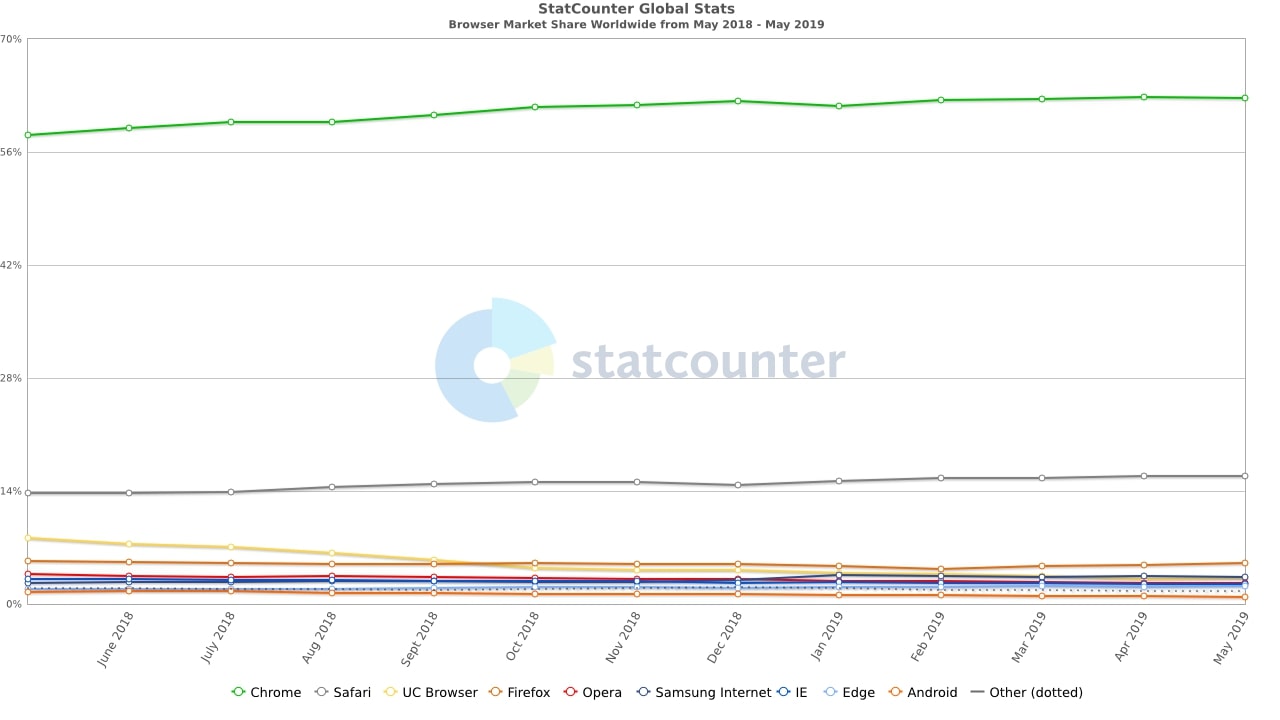 StatCounter Global Stats
Browser Market Share Worldwide from May 2018 - May 2019
70%
56%
42%
28%
14%
0%
statcounter
June 2018
July 2018
Aug 2018
Sept 2018
Oct 2018
Nov 2018
Dec 2018
Jan 2019
Feb 2019
Mar 2019
Apr 2019
May 2019
Chrome Safari UC Browser Firefox Opera Samsung Internet IE Edge Android Other (dotted)